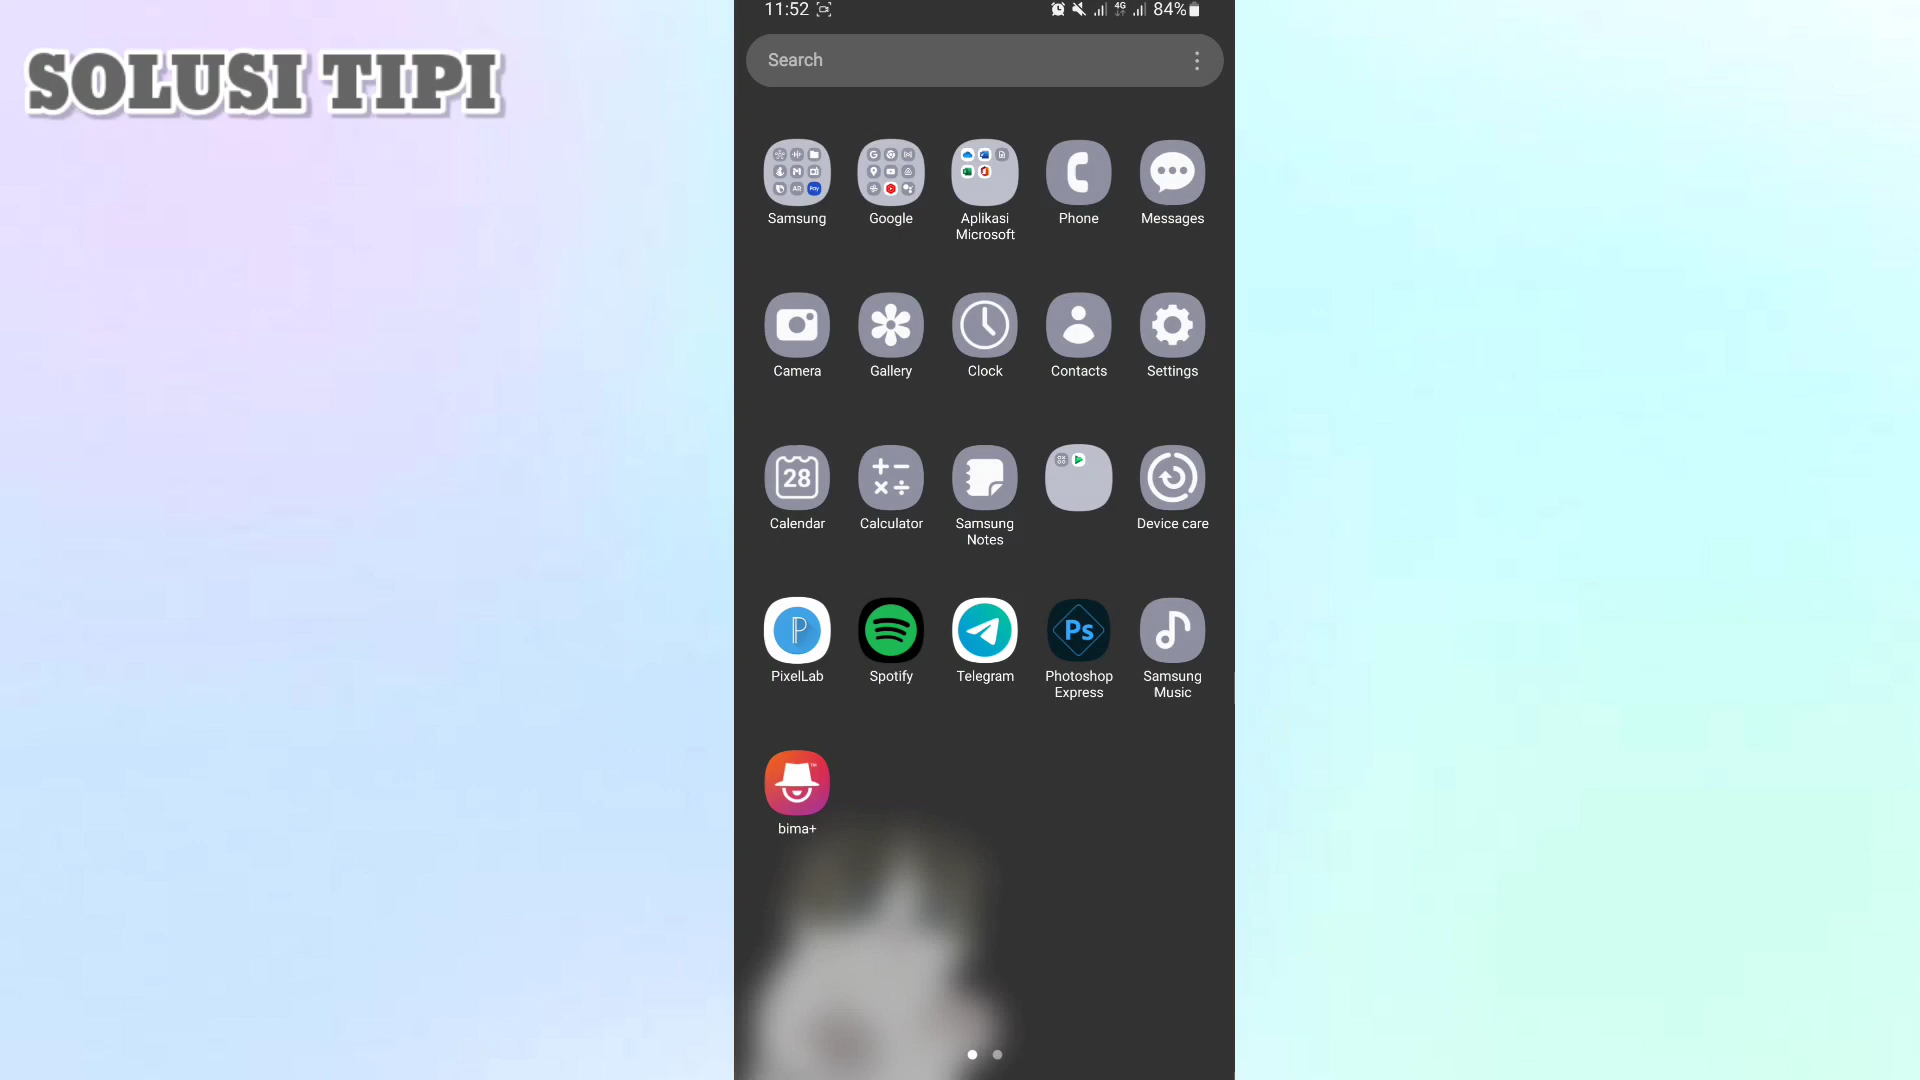 SOLUSI TIPI
11:52
4G
84%
Search
Samsung
Google
Aplikasi
Microsoft
Phone
Messages
Camera
Gallery
Clock
Contacts
Settings
28
Calendar
Calculator
Samsung
Notes
Device care
PixelLab
Spotify
Telegram
Ps
Photoshop
Express
Samsung
Music
bima+